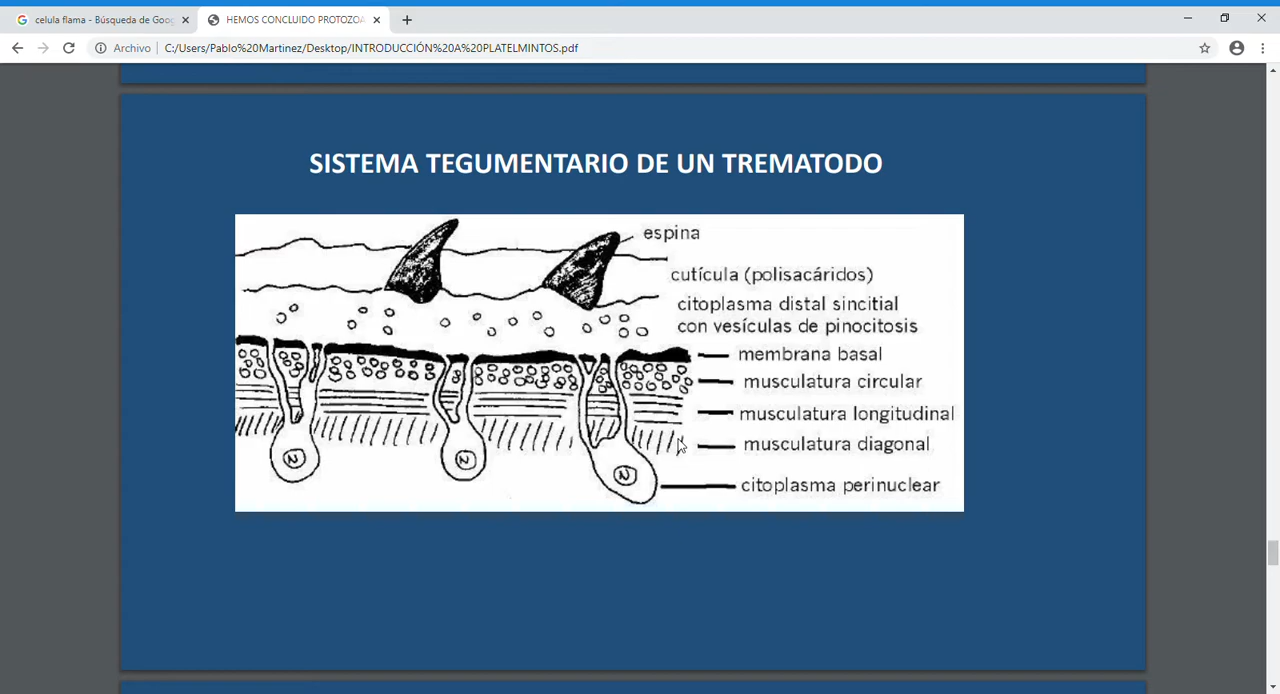 celula flama - Búsqueda de Goog
HEMOS CONCLUIDO PROTOZOA
Archivo
C:/Users/Pablo%20Martinez/Desktop/INTRODUCCIÓN%20A%20PLATELMINTOS.pdf
SISTEMA TEGUMENTARIO DE UN TREMATODO
espina
cutícula (polisacáridos)
citoplasma distal sincitial
con vesículas de pinocitosis
membrana basal
musculatura circular
musculatura longitudinal
musculatura diagonal
citoplasma perinuclear
N
N
N